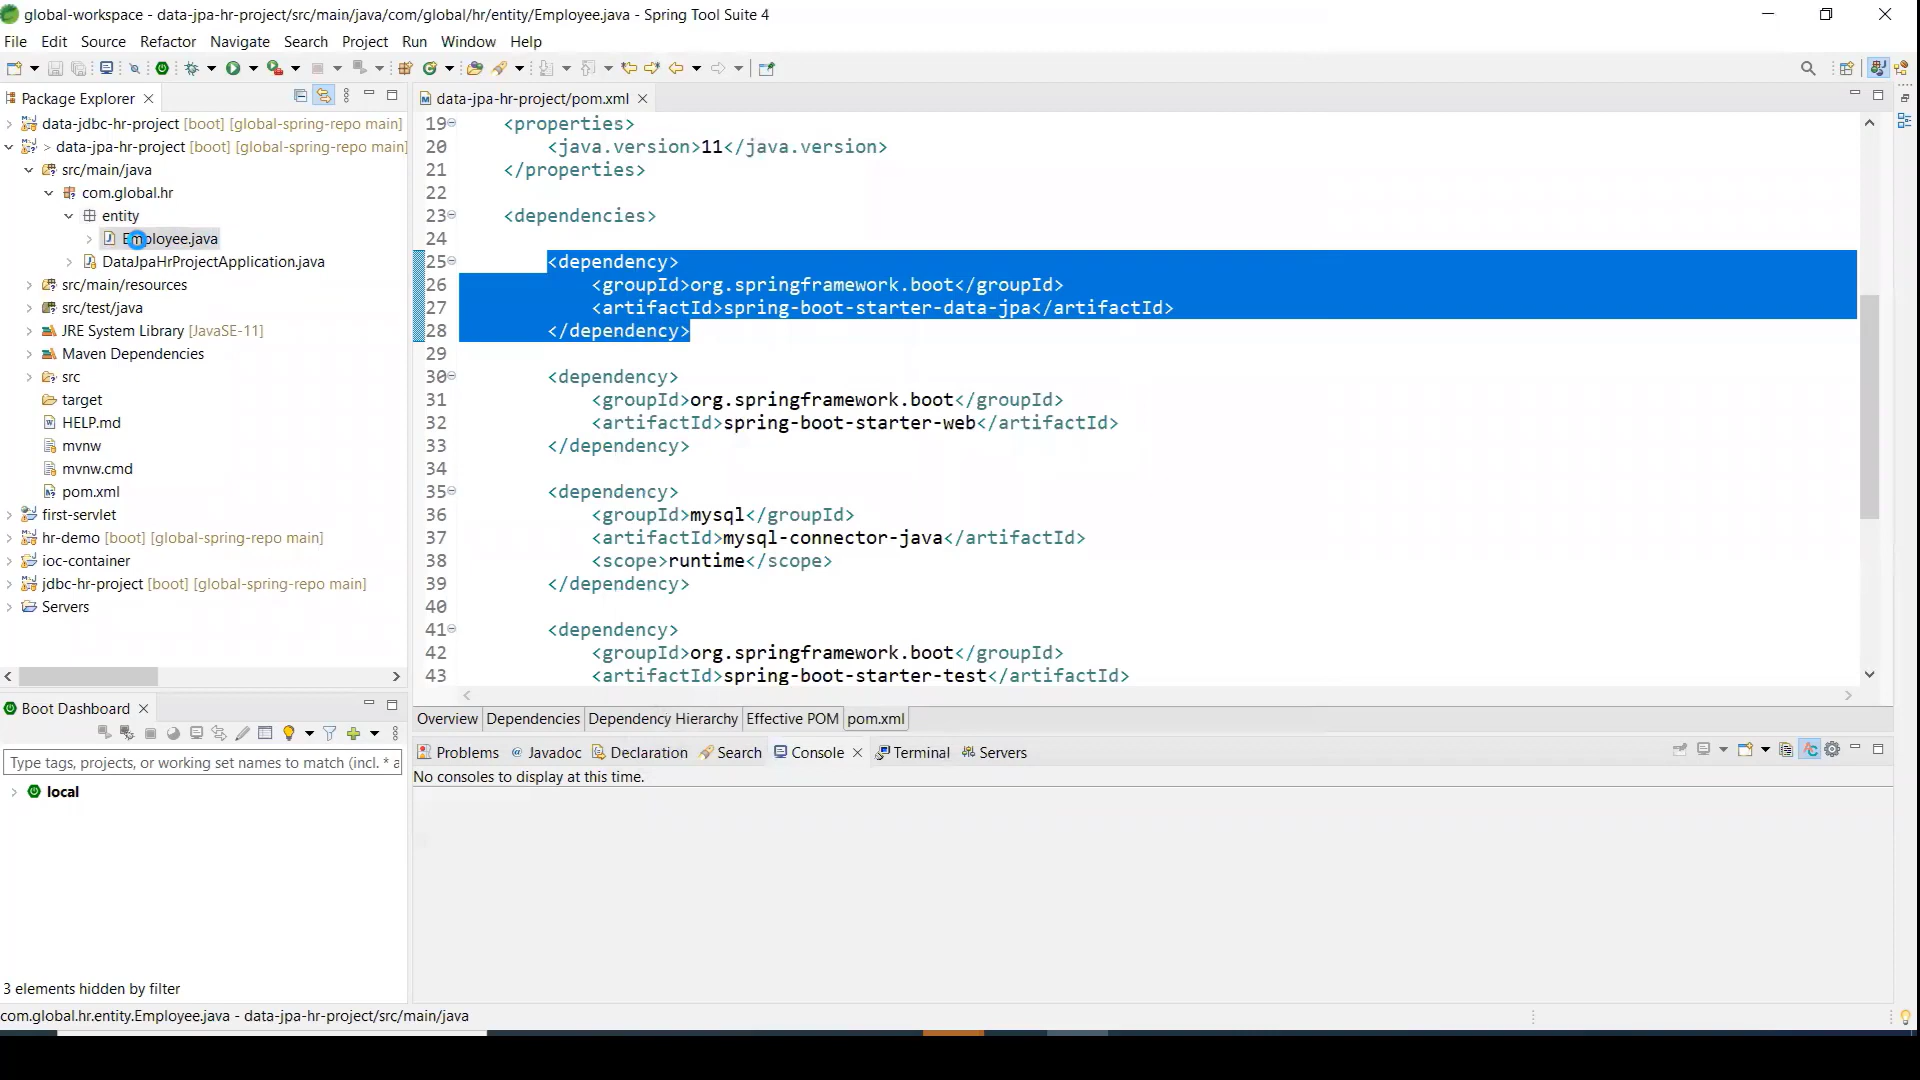 global-workspace - data-jpa-hr-project/src/main/java/com/global/hr/entity/Employee.java - Spring Tool Suite 4
File Edit Source Refactor Navigate Search Project Run Window Help
Package Explorer
data-jdbc-hr-project [boot] [global-spring-repo main]
> data-jpa-hr-project [boot] [global-spring-repo main]
src/main/java
com.global.hr
entity
Employee.java
DataJpaHrProjectApplication.java
src/main/resources
src/test/java
JRE System Library [JavaSE-11]
Maven Dependencies
src
target
HELP.md
mvnw
mvnw.cmd
pom.xml
first-servlet
hr-demo [boot] [global-spring-repo main]
ioc-container
jdbc-hr-project [boot] [global-spring-repo main]
Servers
data-jpa-hr-project/pom.xml
19 <properties>
20 <java.version>11</java.version>
21 </properties>
22
23 <dependencies>
24
25 <dependency>
26 <groupId>org.springframework.boot</groupId>
27 <artifactId>spring-boot-starter-data-jpa</artifactId>
28 </dependency>
29
30 <dependency>
31 <groupId>org.springframework.boot</groupId>
32 <artifactId>spring-boot-starter-web</artifactId>
33 </dependency>
34
35 <dependency>
36 <groupId>mysql</groupId>
37 <artifactId>mysql-connector-java</artifactId>
38 <scope>runtime</scope>
39 </dependency>
40
41 <dependency>
42 <groupId>org.springframework.boot</groupId>
43 <artifactId>spring-boot-starter-test</artifactId>
Overview Dependencies Dependency Hierarchy Effective POM pom.xml
Boot Dashboard
Type tags, projects, or working set names to match (incl. * a
local
3 elements hidden by filter
Problems @ Javadoc Declaration Search Console Terminal Servers
No consoles to display at this time.
com.global.hr.entity.Employee.java - data-jpa-hr-project/src/main/java